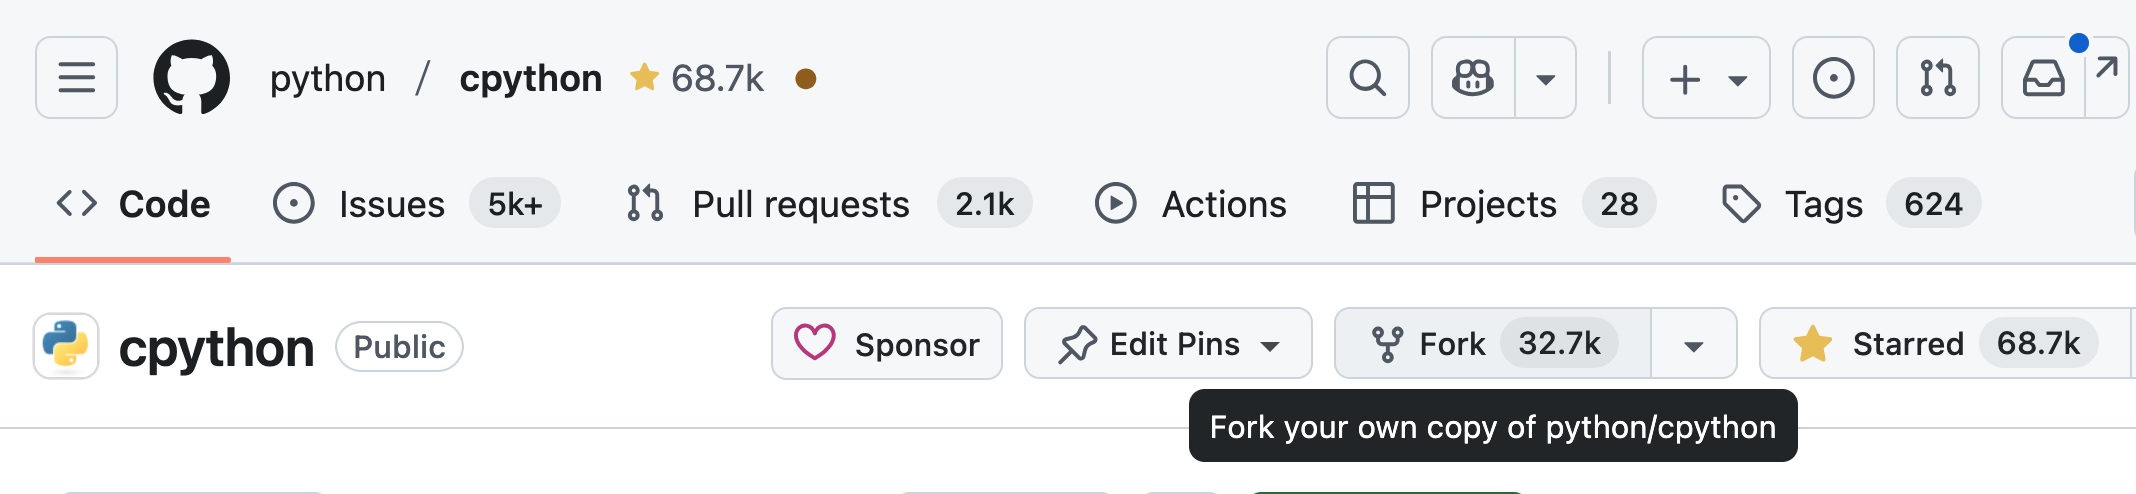 python / cpython 68.7k
Code Issues 5k+ Pull requests 2.1k Actions Projects 28 Tags 624
cpython Public Sponsor Edit Pins Fork 32.7k Starred 68.7k
Fork your own copy of python/cpython